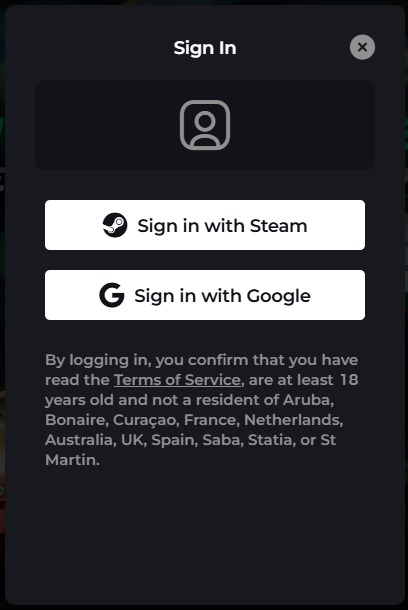 Sign In
Sign in with Steam
Sign in with Google
By logging in, you confirm that you have
read the Terms of Service, are at least 18
years old and not a resident of Aruba,
Bonaire, Curaçao, France, Netherlands,
Australia, UK, Spain, Saba, Statia, or St
Martin.